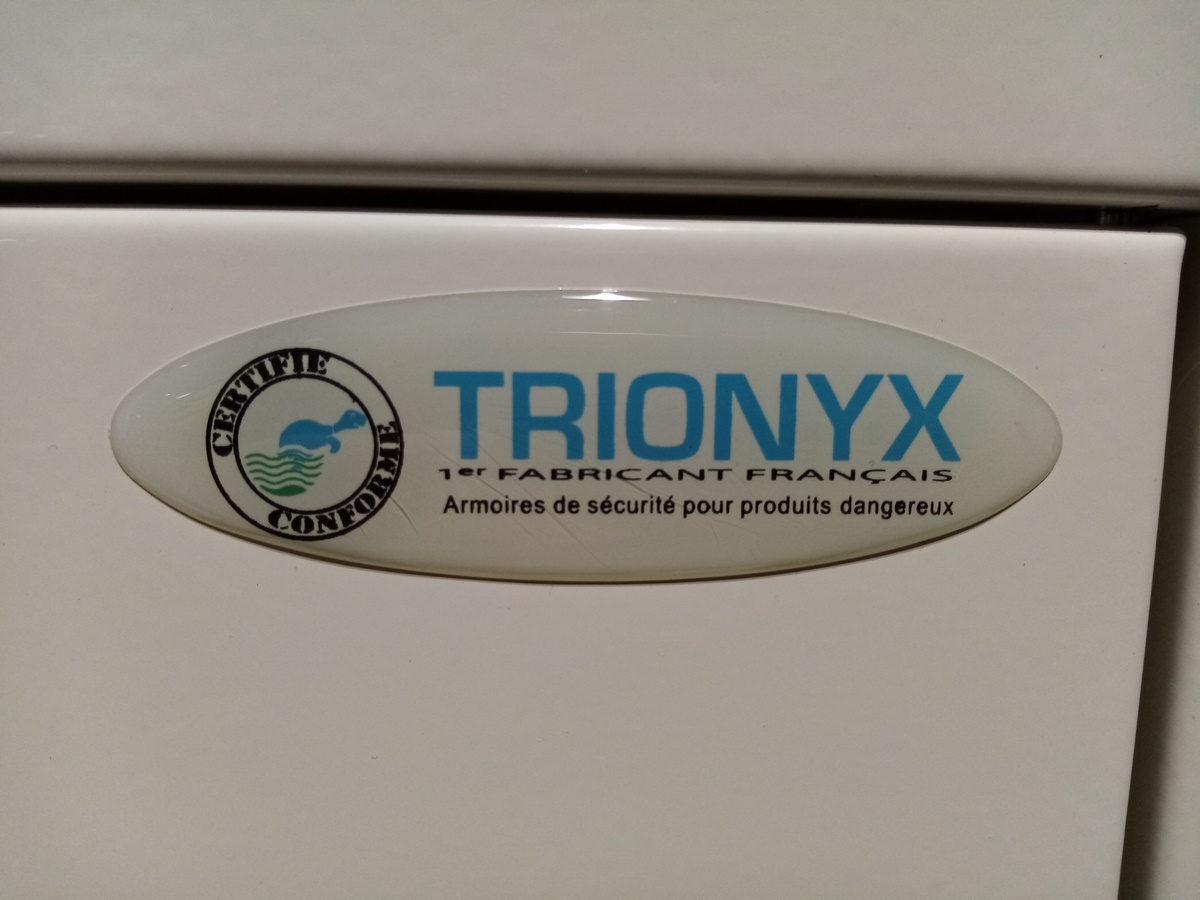 CERTIFIE
CONFORME
TRIONYX
1er FABRICANT FRANÇAIS
Armoires de sécurité pour produits dangereux